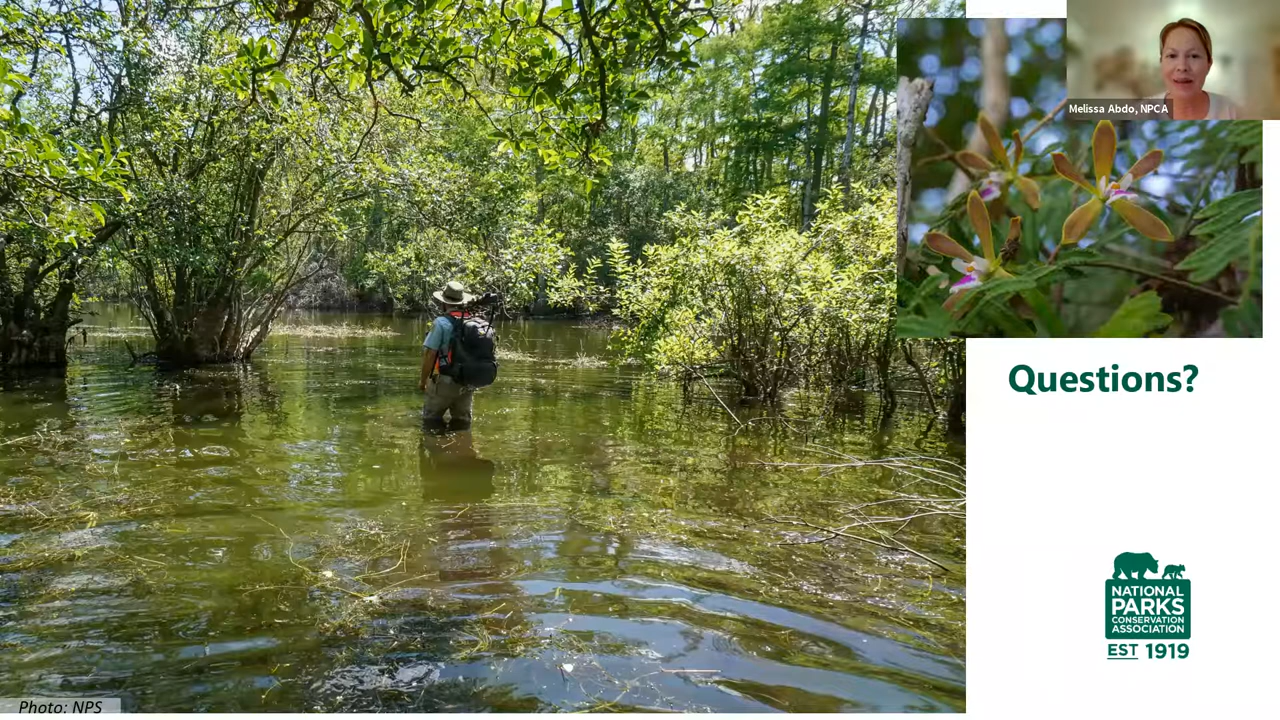 Melissa Abdo, NPCA
Questions?
NATIONAL
PARKS
CONSERVATION
ASSOCIATION
EST 1919
Photo: NPS